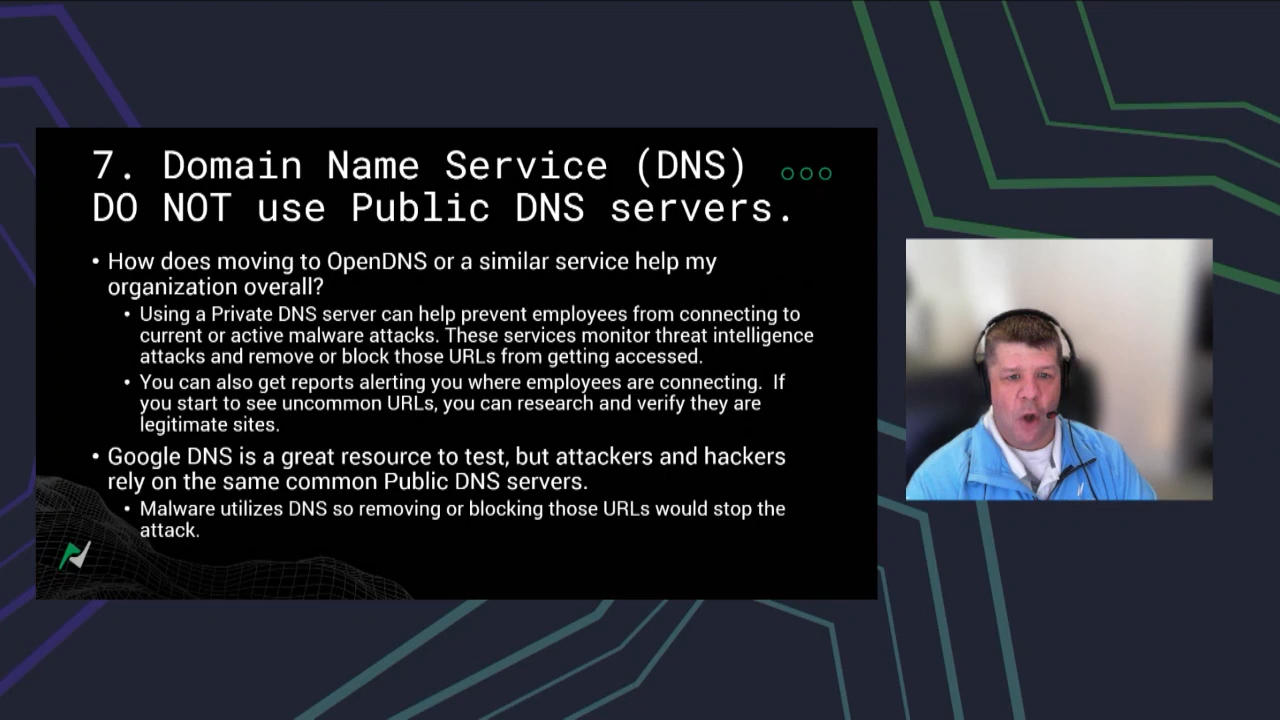 7. Domain Name Service (DNS)
DO NOT use Public DNS servers.
• How does moving to OpenDNS or a similar service help my
organization overall?
• Using a Private DNS server can help prevent employees from connecting to
current or active malware attacks. These services monitor threat intelligence
attacks and remove or block those URLs from getting accessed.
• You can also get reports alerting you where employees are connecting.  If
you start to see uncommon URLs, you can research and verify they are
legitimate sites.
• Google DNS is a great resource to test, but attackers and hackers
rely on the same common Public DNS servers.
• Malware utilizes DNS so removing or blocking those URLs would stop the
attack.